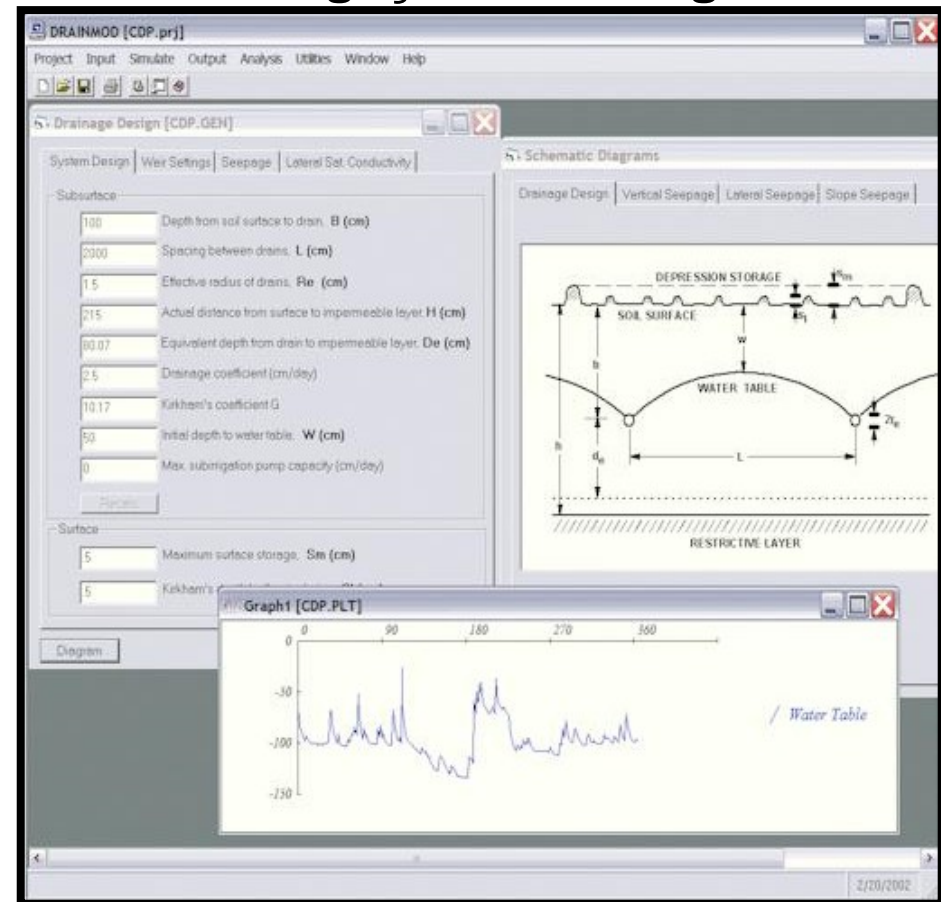 DRAINMOD [CDP.prj]
Project Input Simulate Output Analysis Utilities Window Help
Drainage Design [CDP.GEN]
System Design Weir Settings Seepage Lateral Sat. Conductivity
Subsurface
100 Depth from soil surface to drain, B (cm)
2000 Spacing between drains, L (cm)
1.5 Effective radius of drains, Re (cm)
215 Actual distance from surface to impermeable layer, H (cm)
80.07 Equivalent depth from drain to impermeable layer, De (cm)
2.5 Drainage coefficient (cm/day)
10.17 Kirkham's coefficient G
50 Initial depth to water table, W (cm)
0 Max. subirrigation pump capacity (cm/day)
Surface
5 Maximum surface storage, Sm (cm)
5 Kirkham's
Diagram
Schematic Diagrams
Drainage Design Vertical Seepage Lateral Seepage Slope Seepage
DEPRESSION STORAGE sm
SOIL SURFACE s1
w
b
WATER TABLE
2re
h
de
L
RESTRICTIVE LAYER
Graph1 [CDP.PLT]
0 90 180 270 360
0
-50
-100
-150
Water Table
2/20/2002